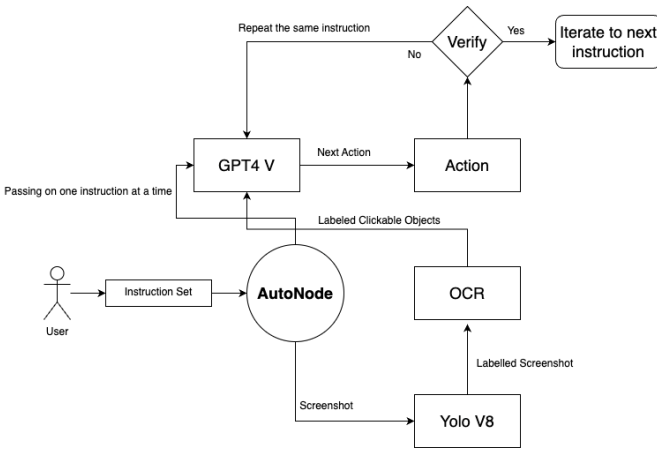 Repeat the same instruction
Verify
Yes
Iterate to next
instruction
No
GPT4 V
Next Action
Action
Passing on one instruction at a time
Labeled Clickable Objects
User
Instruction Set
AutoNode
OCR
Labelled Screenshot
Screenshot
Yolo V8